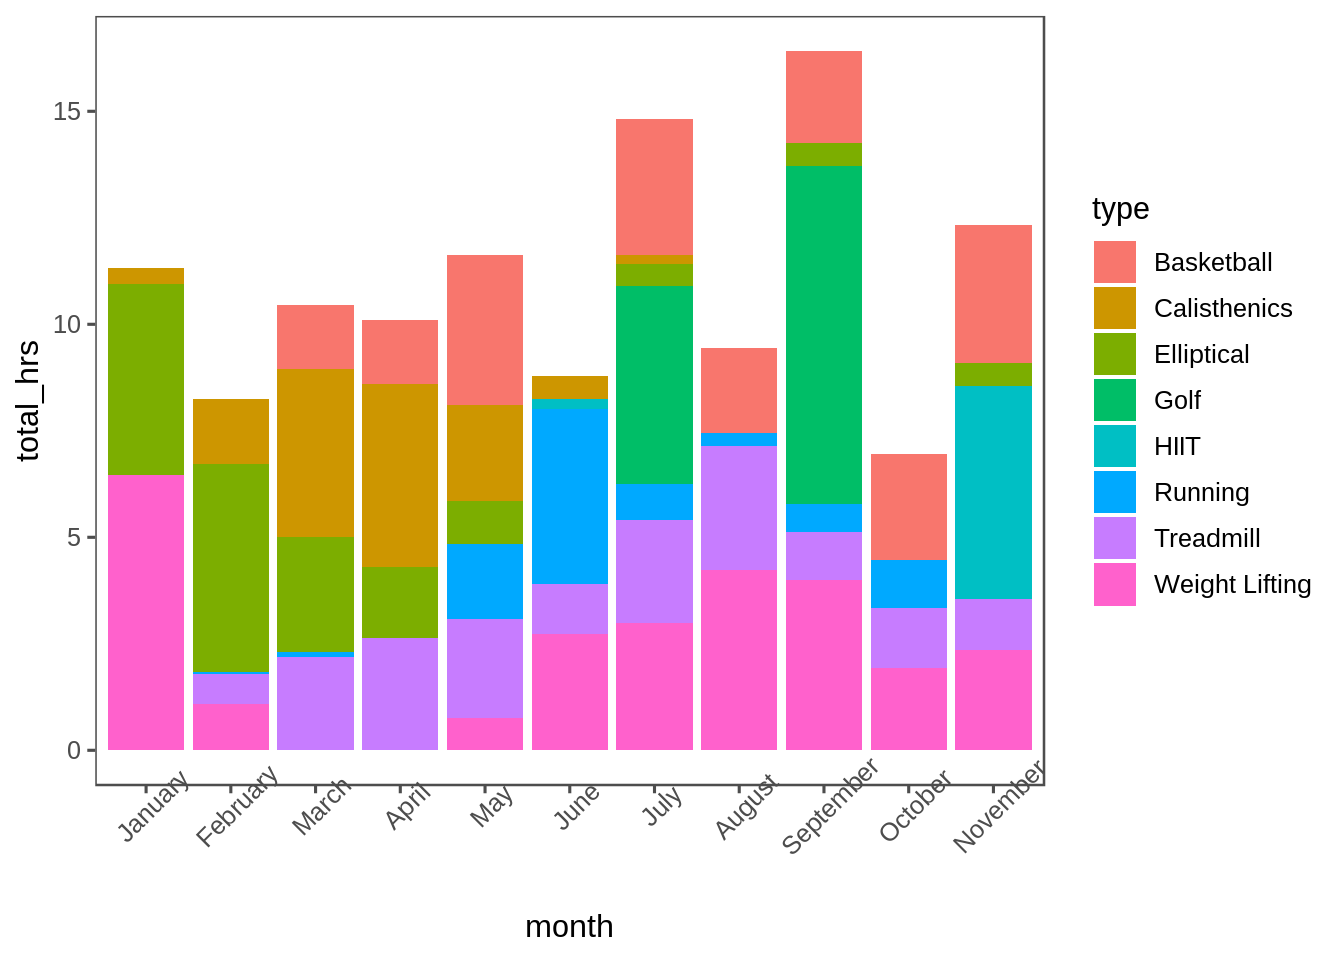 total_hrs
15
10
5
0
January
February
March
April
May
June
July
August
September
October
November
month
type
Basketball
Calisthenics
Elliptical
Golf
HIIT
Running
Treadmill
Weight Lifting